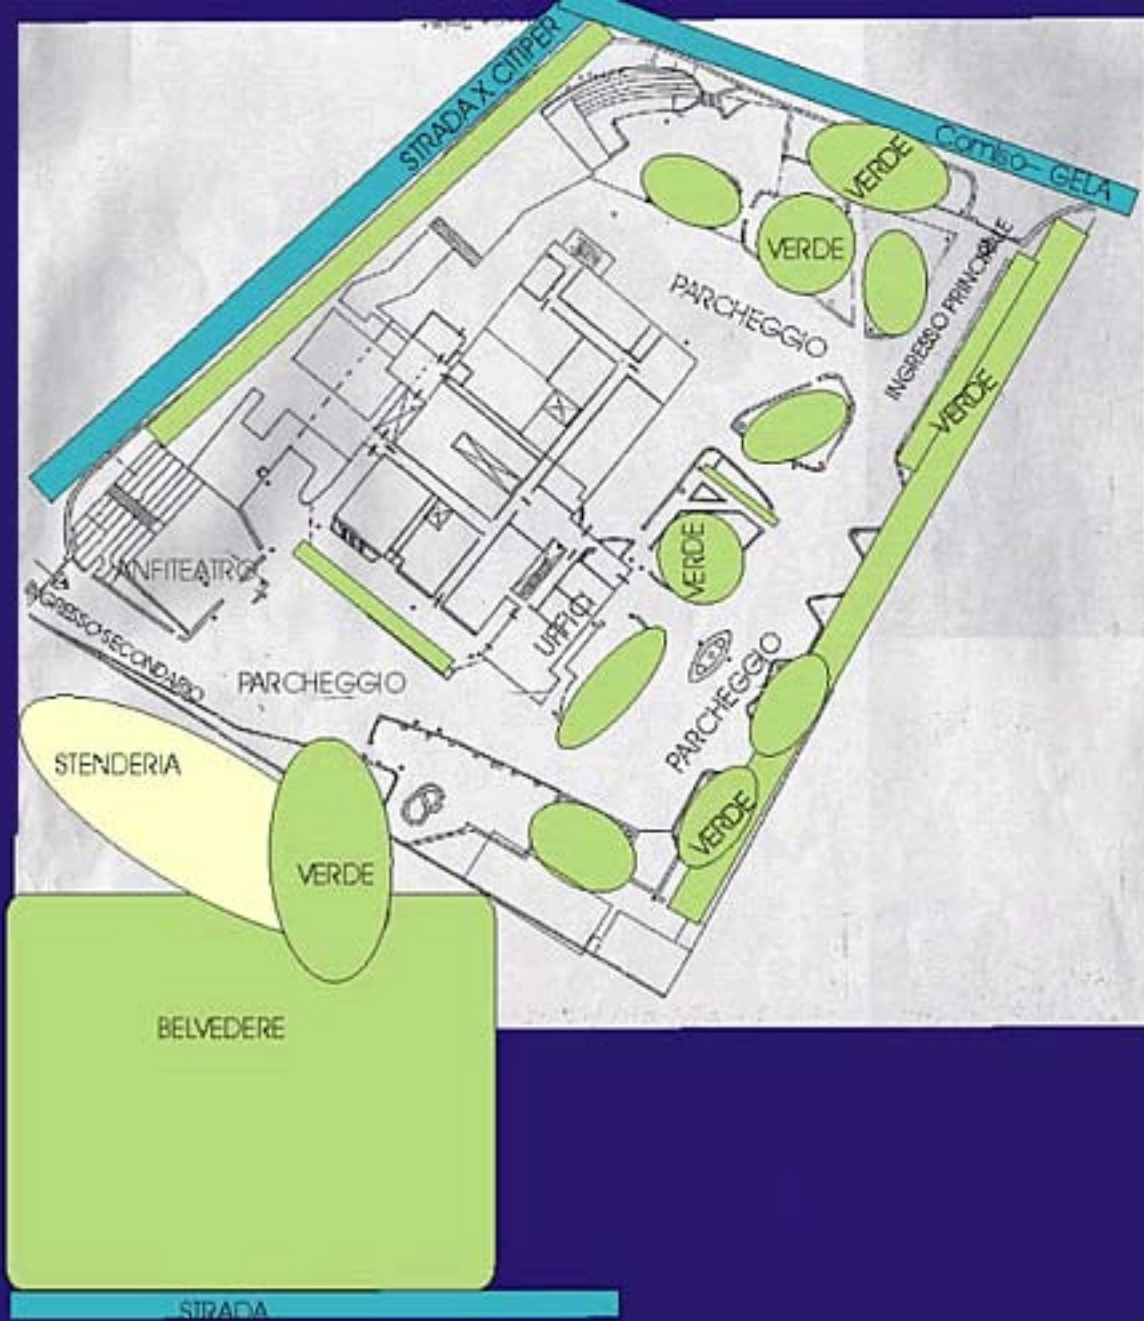 STRADA X CITIPER
Comiso - GELA
VERDE
VERDE
INGRESSO PRINCIPALE
PARCHEGGIO
VERDE
VERDE
ANFITEATRO
UFFICI
INGRESSO SECONDARIO
PARCHEGGIO
PARCHEGGIO
STENDERIA
VERDE
VERDE
BELVEDERE
STRADA